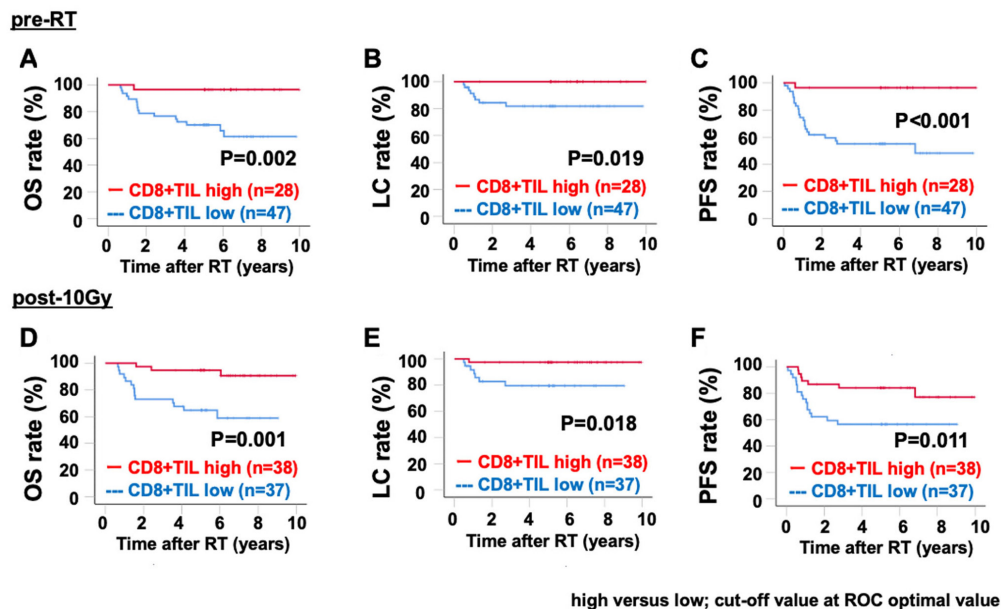 pre-RT
A
B
C
OS rate (%)
100
80
60
40
20
0
P=0.002
CD8+TIL high (n=28)
CD8+TIL low (n=47)
0 2 4 6 8 10
Time after RT (years)
LC rate (%)
100
80
60
40
20
0
P=0.019
CD8+TIL high (n=28)
CD8+TIL low (n=47)
0 2 4 6 8 10
Time after RT (years)
PFS rate (%)
100
80
60
40
20
0
P<0.001
CD8+TIL high (n=28)
CD8+TIL low (n=47)
0 2 4 6 8 10
Time after RT (years)
post-10Gy
D
E
F
OS rate (%)
100
80
60
40
20
0
P=0.001
CD8+TIL high (n=38)
CD8+TIL low (n=37)
0 2 4 6 8 10
Time after RT (years)
LC rate (%)
100
80
60
40
20
0
P=0.018
CD8+TIL high (n=38)
CD8+TIL low (n=37)
0 2 4 6 8 10
Time after RT (years)
PFS rate (%)
100
80
60
40
20
0
P=0.011
CD8+TIL high (n=38)
CD8+TIL low (n=37)
0 2 4 6 8 10
Time after RT (years)
high versus low; cut-off value at ROC optimal value